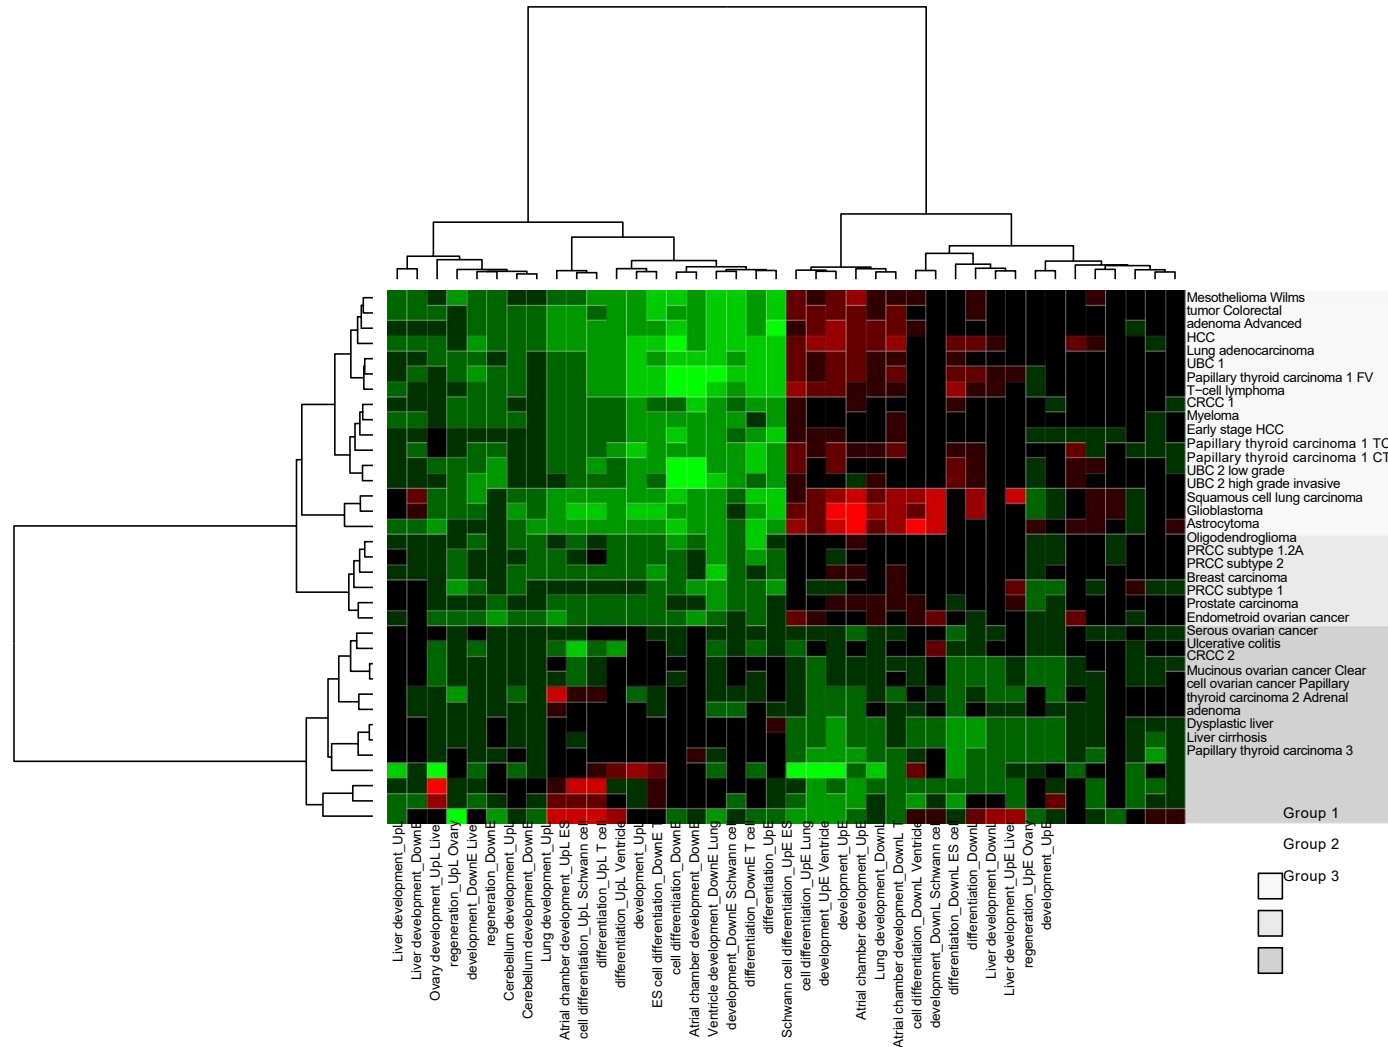 Mesothelioma Wilms
tumor Colorectal
adenoma Advanced
HCC
Lung adenocarcinoma
UBC 1
Papillary thyroid carcinoma 1 FV
T−cell lymphoma
CRCC 1
Myeloma
Early stage HCC
Papillary thyroid carcinoma 1 TC
Papillary thyroid carcinoma 1 CT
UBC 2 low grade
UBC 2 high grade invasive
Squamous cell lung carcinoma
Glioblastoma
Astrocytoma
Oligodendroglioma
PRCC subtype 1.2A
PRCC subtype 2
Breast carcinoma
PRCC subtype 1
Prostate carcinoma
Endometroid ovarian cancer
Serous ovarian cancer
Ulcerative colitis
CRCC 2
Mucinous ovarian cancer Clear
cell ovarian cancer Papillary
thyroid carcinoma 2 Adrenal
adenoma
Dysplastic liver
Liver cirrhosis
Papillary thyroid carcinoma 3
Group 1
Group 2
Group 3
Liver development_UpL
Liver development_DownE
Ovary development_UpL Live
regeneration_UpL Ovary
development_DownE Live
regeneration_DownE
Cerebellum development_UpL
Cerebellum development_DownE
Lung development_UpL
Atrial chamber development_UpL ES
cell differentiation_UpL Schwann cell
differentiation_UpL T cell
differentiation_UpL Ventricle
development_UpL
ES cell differentiation_DownE T
cell differentiation_DownE
Atrial chamber development_DownE
Ventricle development_DownE Lung
development_DownE Schwann cell
differentiation_DownE T cell
differentiation_UpE
Schwann cell differentiation_UpE ES
cell differentiation_UpE Lung
development_UpE Ventricle
development_UpE
Atrial chamber development_UpE
Lung development_DownL
Atrial chamber development_DownL T
cell differentiation_DownL Ventricle
development_DownL Schwann cell
differentiation_DownL ES cell
differentiation_DownL
Liver development_DownL
Liver development_UpE Live
regeneration_UpE Ovary
development_UpE